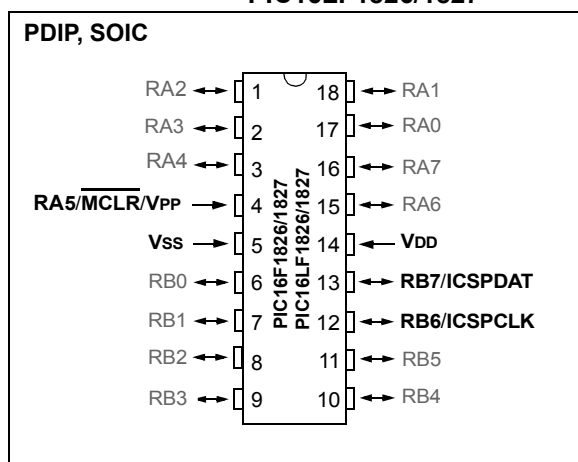 PDIP, SOIC
RA2 1 18 RA1
RA3 2 17 RA0
RA4 3 16 RA7
RA5/MCLR/VPP 4 15 RA6
VSS 5 14 VDD
RB0 6 13 RB7/ICSPDAT
RB1 7 12 RB6/ICSPCLK
RB2 8 11 RB5
RB3 9 10 RB4
PIC16F1826/1827
PIC16LF1826/1827